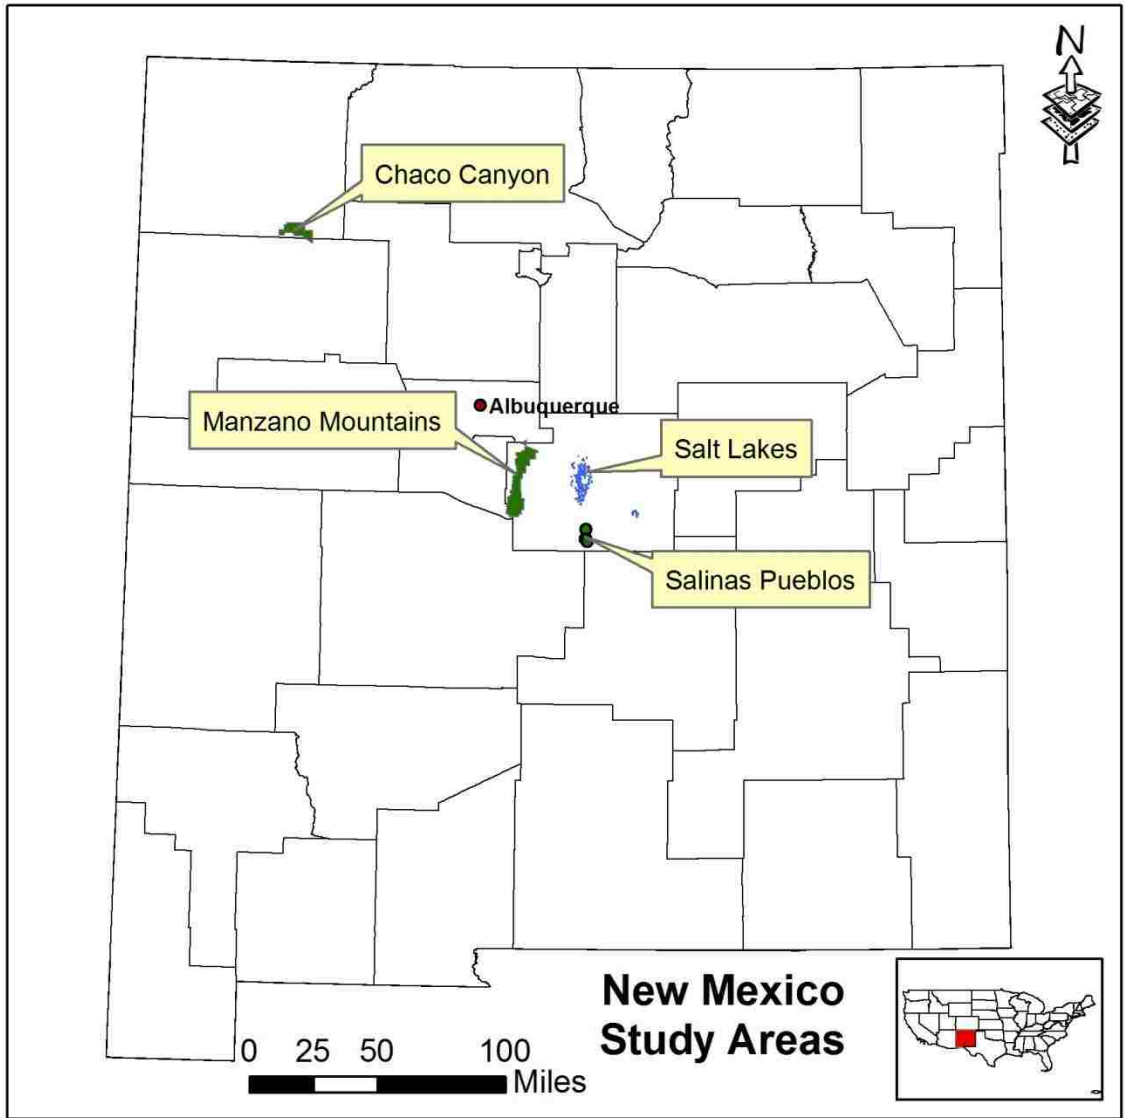 N
Chaco Canyon
Albuquerque
Manzano Mountains
Salt Lakes
Salinas Pueblos
New Mexico
Study Areas
0 25 50 100
Miles